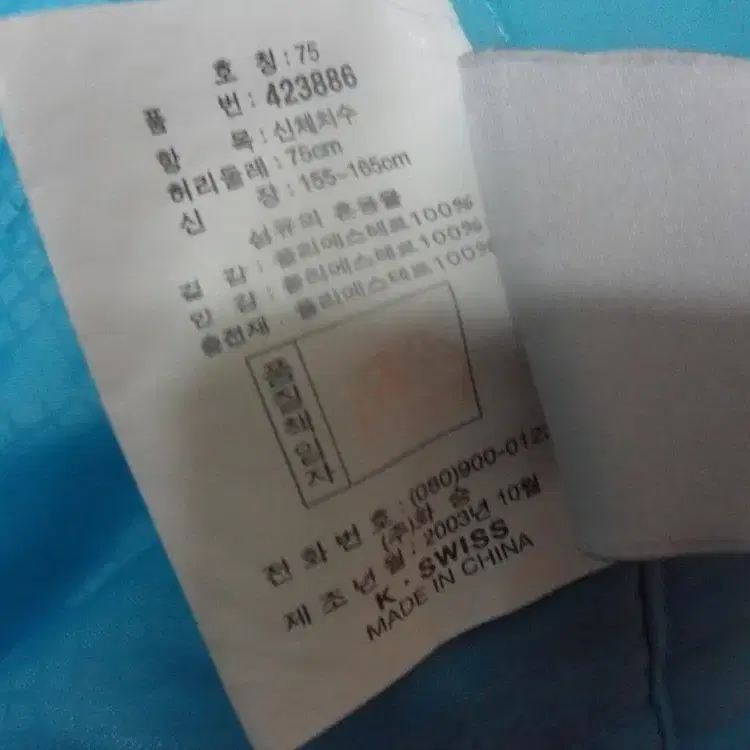 호 칭 : 75
품 번 : 423886
항 목 : 신체치수
허리둘레 : 75cm
신 장 : 155~165cm
섬유의 혼용율
겉 감 : 폴리에스테르100%
안 감 : 폴리에스테르100%
충전재 : 폴리에스테르100%
품질택일자
전 화 번 호 : (080)900-012
(주)화 승
제 조 년 월 : 2003년 10월
K . SWISS
MADE IN CHINA